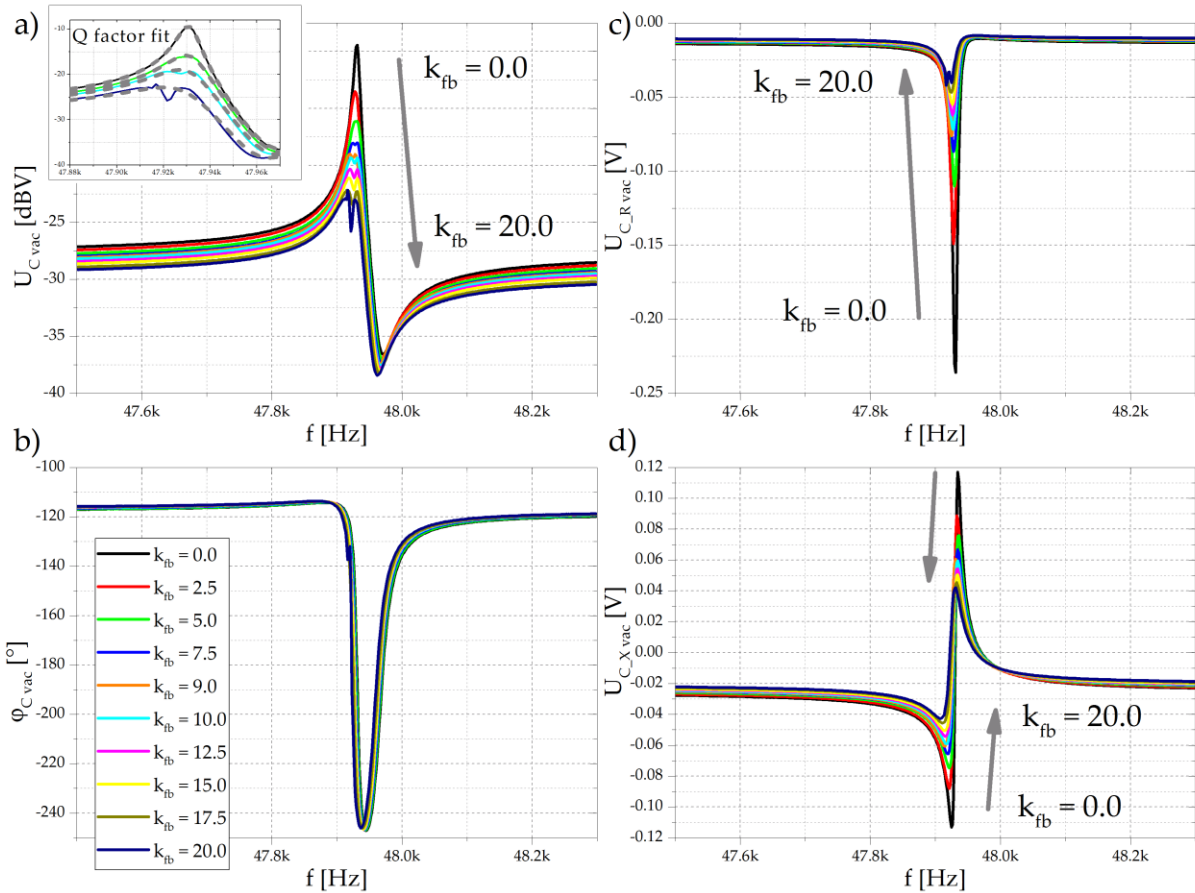 a)
Q factor fit
-10
-20
-30
-40
47.88k
47.90k
47.92k
47.94k
47.96k
k_fb = 0.0
k_fb = 20.0
U_C vac [dBV]
-25
-30
-35
-40
47.6k
47.8k
48.0k
48.2k
f [Hz]
c)
k_fb = 20.0
k_fb = 0.0
U_C_R vac [V]
0.00
-0.05
-0.10
-0.15
-0.20
-0.25
47.6k
47.8k
48.0k
48.2k
f [Hz]
b)
φ_C vac [°]
-100
-120
-140
-160
-180
-200
-220
-240
k_fb = 0.0
k_fb = 2.5
k_fb = 5.0
k_fb = 7.5
k_fb = 9.0
k_fb = 10.0
k_fb = 12.5
k_fb = 15.0
k_fb = 17.5
k_fb = 20.0
47.8k
48.0k
48.2k
f [Hz]
d)
U_C_X vac [V]
0.12
0.10
0.08
0.06
0.04
0.02
0.00
-0.02
-0.04
-0.06
-0.08
-0.10
-0.12
k_fb = 20.0
k_fb = 0.0
47.6k
47.8k
48.0k
48.2k
f [Hz]